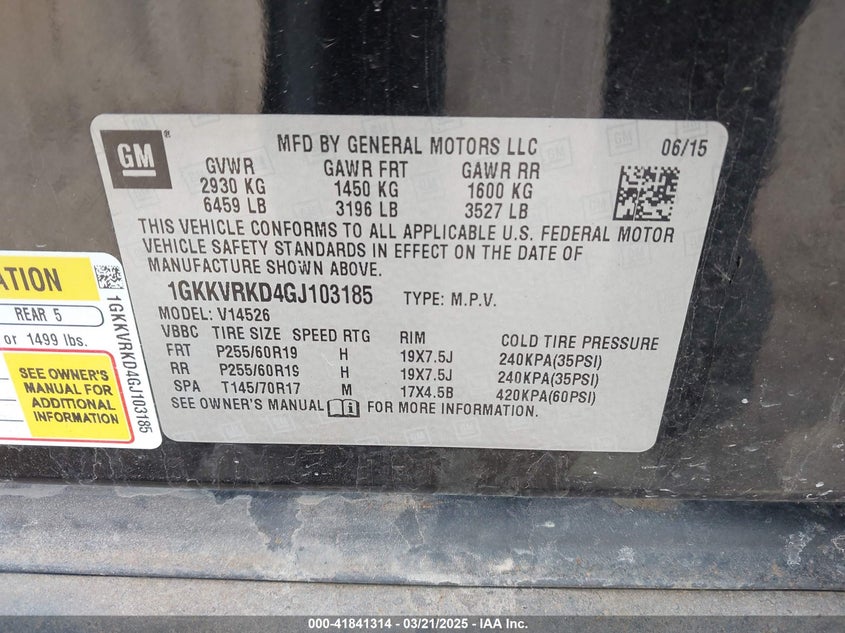 GM ®
MFD BY GENERAL MOTORS LLC 06/15
GVWR GAWR FRT GAWR RR
2930 KG 1450 KG 1600 KG
6459 LB 3196 LB 3527 LB
THIS VEHICLE CONFORMS TO ALL APPLICABLE U.S. FEDERAL MOTOR
VEHICLE SAFETY STANDARDS IN EFFECT ON THE DATE OF
MANUFACTURE SHOWN ABOVE.
1GKKVRKD4GJ103185 TYPE: M.P.V.
MODEL: V14526
VBBC TIRE SIZE SPEED RTG RIM COLD TIRE PRESSURE
FRT P255/60R19 H 19X7.5J 240KPA(35PSI)
RR P255/60R19 H 19X7.5J 240KPA(35PSI)
SPA T145/70R17 M 17X4.5B 420KPA(60PSI)
SEE OWNER'S MANUAL i FOR MORE INFORMATION.
REAR 5
or 1499 lbs.
SEE OWNER'S
MANUAL FOR
ADDITIONAL
INFORMATION
1GKKVRKD4GJ103185
000-41841314 — 03/21/2025 — IAA Inc.